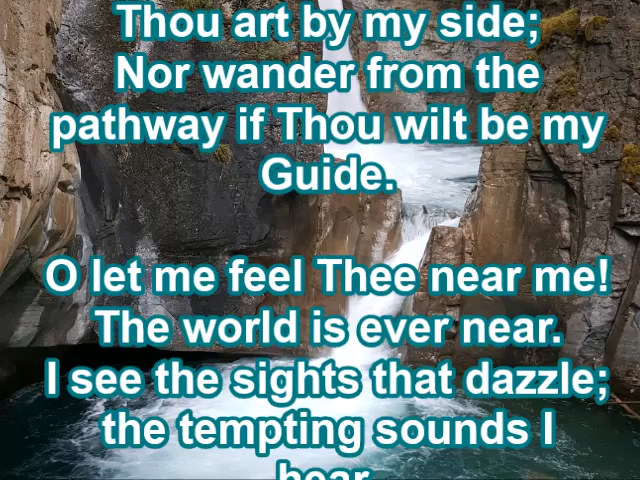 Thou art by my side;
Nor wander from the
pathway if Thou wilt be my
Guide.
O let me feel Thee near me!
The world is ever near.
I see the sights that dazzle;
the tempting sounds I
hear